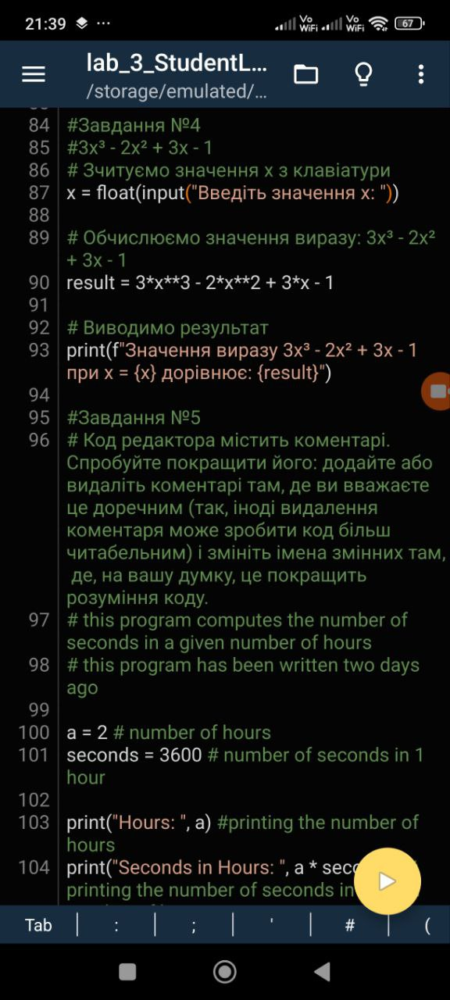 21:39
Vo WiFi
Vo WiFi
67
lab_3_StudentL...
/storage/emulated/...
84 #Завдання №4
85 #3x³ - 2x² + 3x - 1
86 # Зчитуємо значення x з клавіатури
87 x = float(input("Введіть значення x: "))
88
89 # Обчислюємо значення виразу: 3x³ - 2x²
+ 3x - 1
90 result = 3*x**3 - 2*x**2 + 3*x - 1
91
92 # Виводимо результат
93 print(f"Значення виразу 3x³ - 2x² + 3x - 1
при x = {x} дорівнює: {result}")
94
95 #Завдання №5
96 # Код редактора містить коментарі.
Спробуйте покращити його: додайте або
видаліть коментарі там, де ви вважаєте
це доречним (так, іноді видалення
коментаря може зробити код більш
читабельним) і змініть імена змінних там,
де, на вашу думку, це покращить
розуміння коду.
97 # this program computes the number of
seconds in a given number of hours
98 # this program has been written two days
ago
99
100 a = 2 # number of hours
101 seconds = 3600 # number of seconds in 1
hour
102
103 print("Hours: ", a) #printing the number of
hours
104 print("Seconds in Hours: ", a *
printing the number of seconds in
Tab : ; ' # (